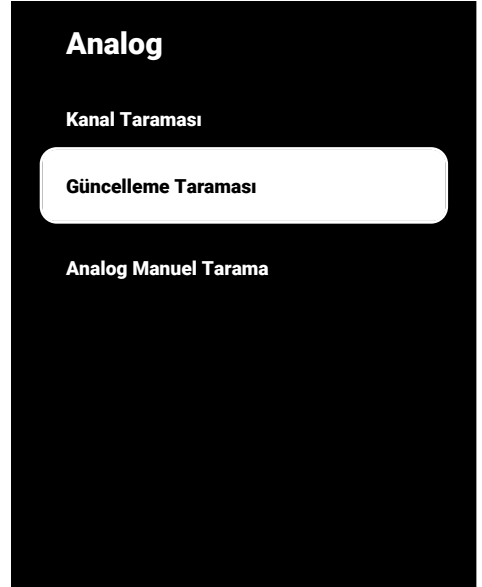 Analog
Kanal Taraması
Güncelleme Taraması
Analog Manuel Tarama